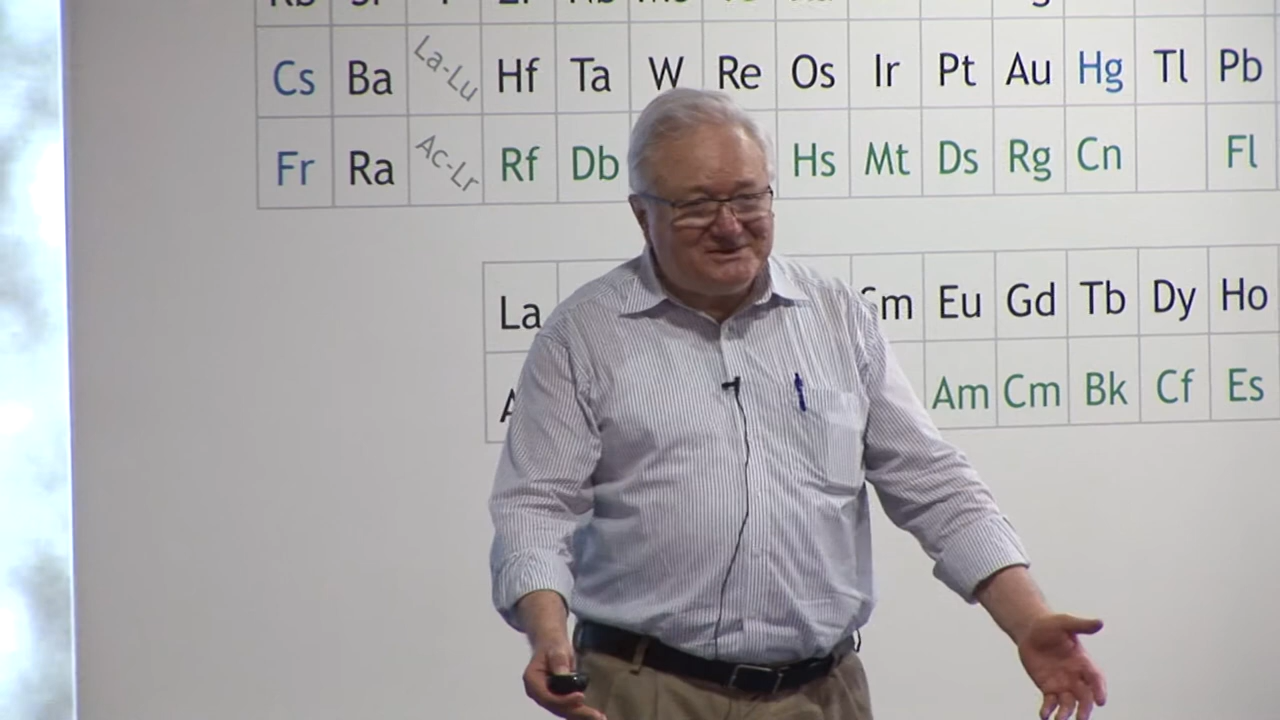 Cs Ba La-Lu Hf Ta W Re Os Ir Pt Au Hg Tl Pb
Fr Ra Ac-Lr Rf Db Hs Mt Ds Rg Cn Fl
La Sm Eu Gd Tb Dy Ho
Am Cm Bk Cf Es